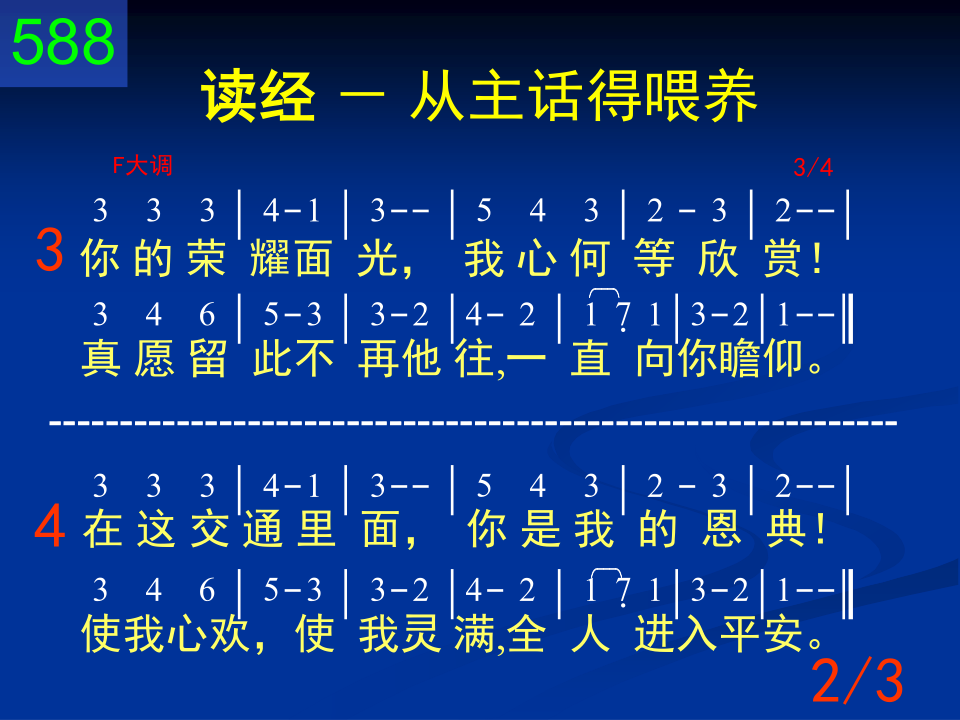 588
读经 － 从主话得喂养
F大调 3/4
3 3 3 | 4-1 | 3-- | 5 4 3 | 2 - 3 | 2-- |
3 你 的 荣 耀面 光， 我 心 何 等 欣 赏！
3 4 6 | 5-3 | 3-2 | 4- 2 | 1 7̣ 1 | 3-2 | 1-- ‖
真 愿 留 此不 再他 往,一 直 向你瞻仰。
------------------------------------------------------------
3 3 3 | 4-1 | 3-- | 5 4 3 | 2 - 3 | 2-- |
4 在 这 交 通 里 面， 你 是 我 的 恩 典！
3 4 6 | 5-3 | 3-2 | 4- 2 | 1 7̣ 1 | 3-2 | 1-- ‖
使我心欢，使 我灵 满,全 人 进入平安。
2/3